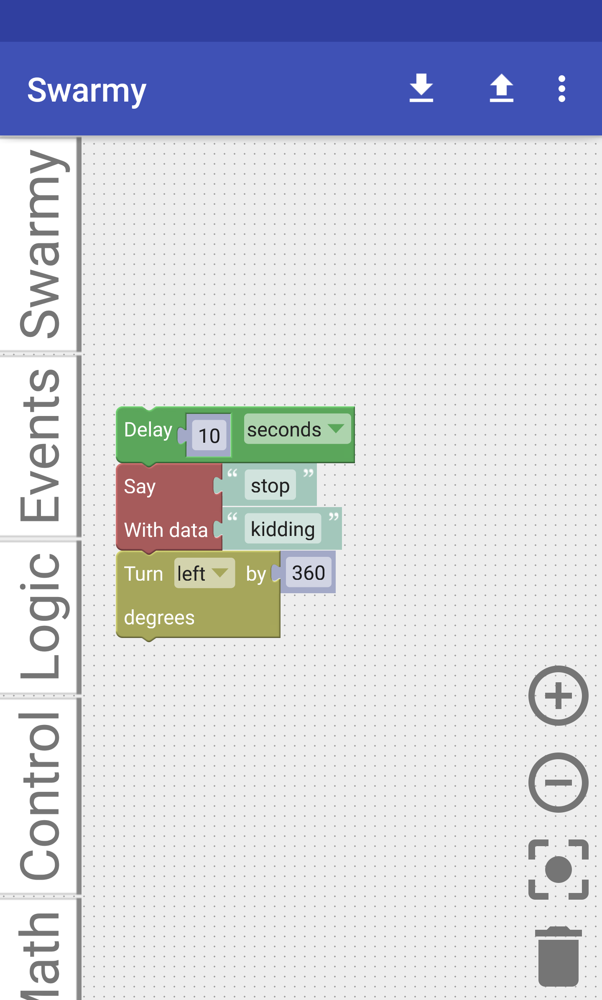 Swarmy
Swarmy
Events
Logic
Control
Delay 10 seconds
Say “ stop ”
With data “ kidding ”
Turn left by 360
degrees